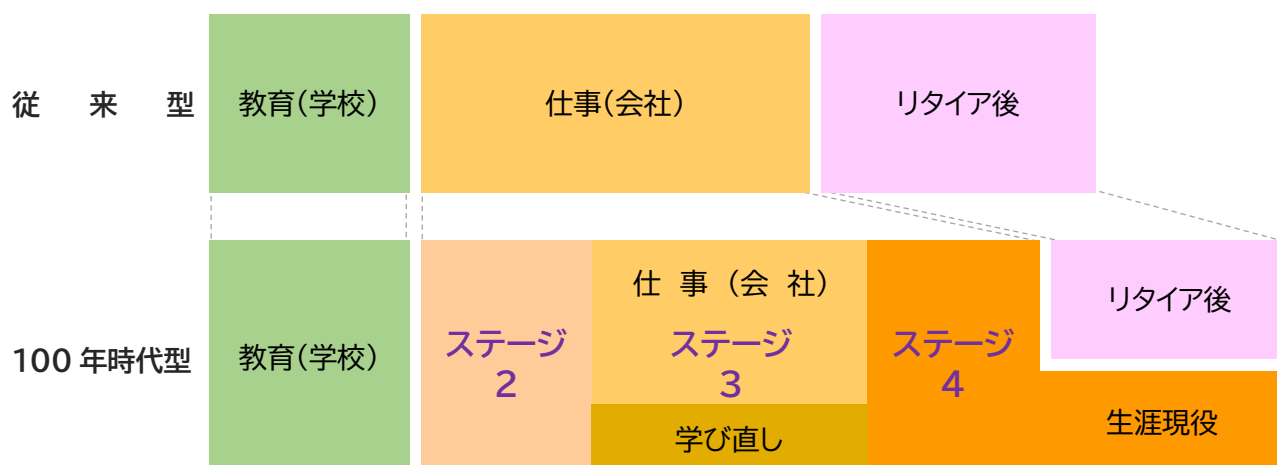 従 来 型
教育(学校)
仕事(会社)
リタイア後
100 年時代型
教育(学校)
仕 事 (会 社)
ステージ
2
ステージ
3
ステージ
4
学び直し
リタイア後
生涯現役